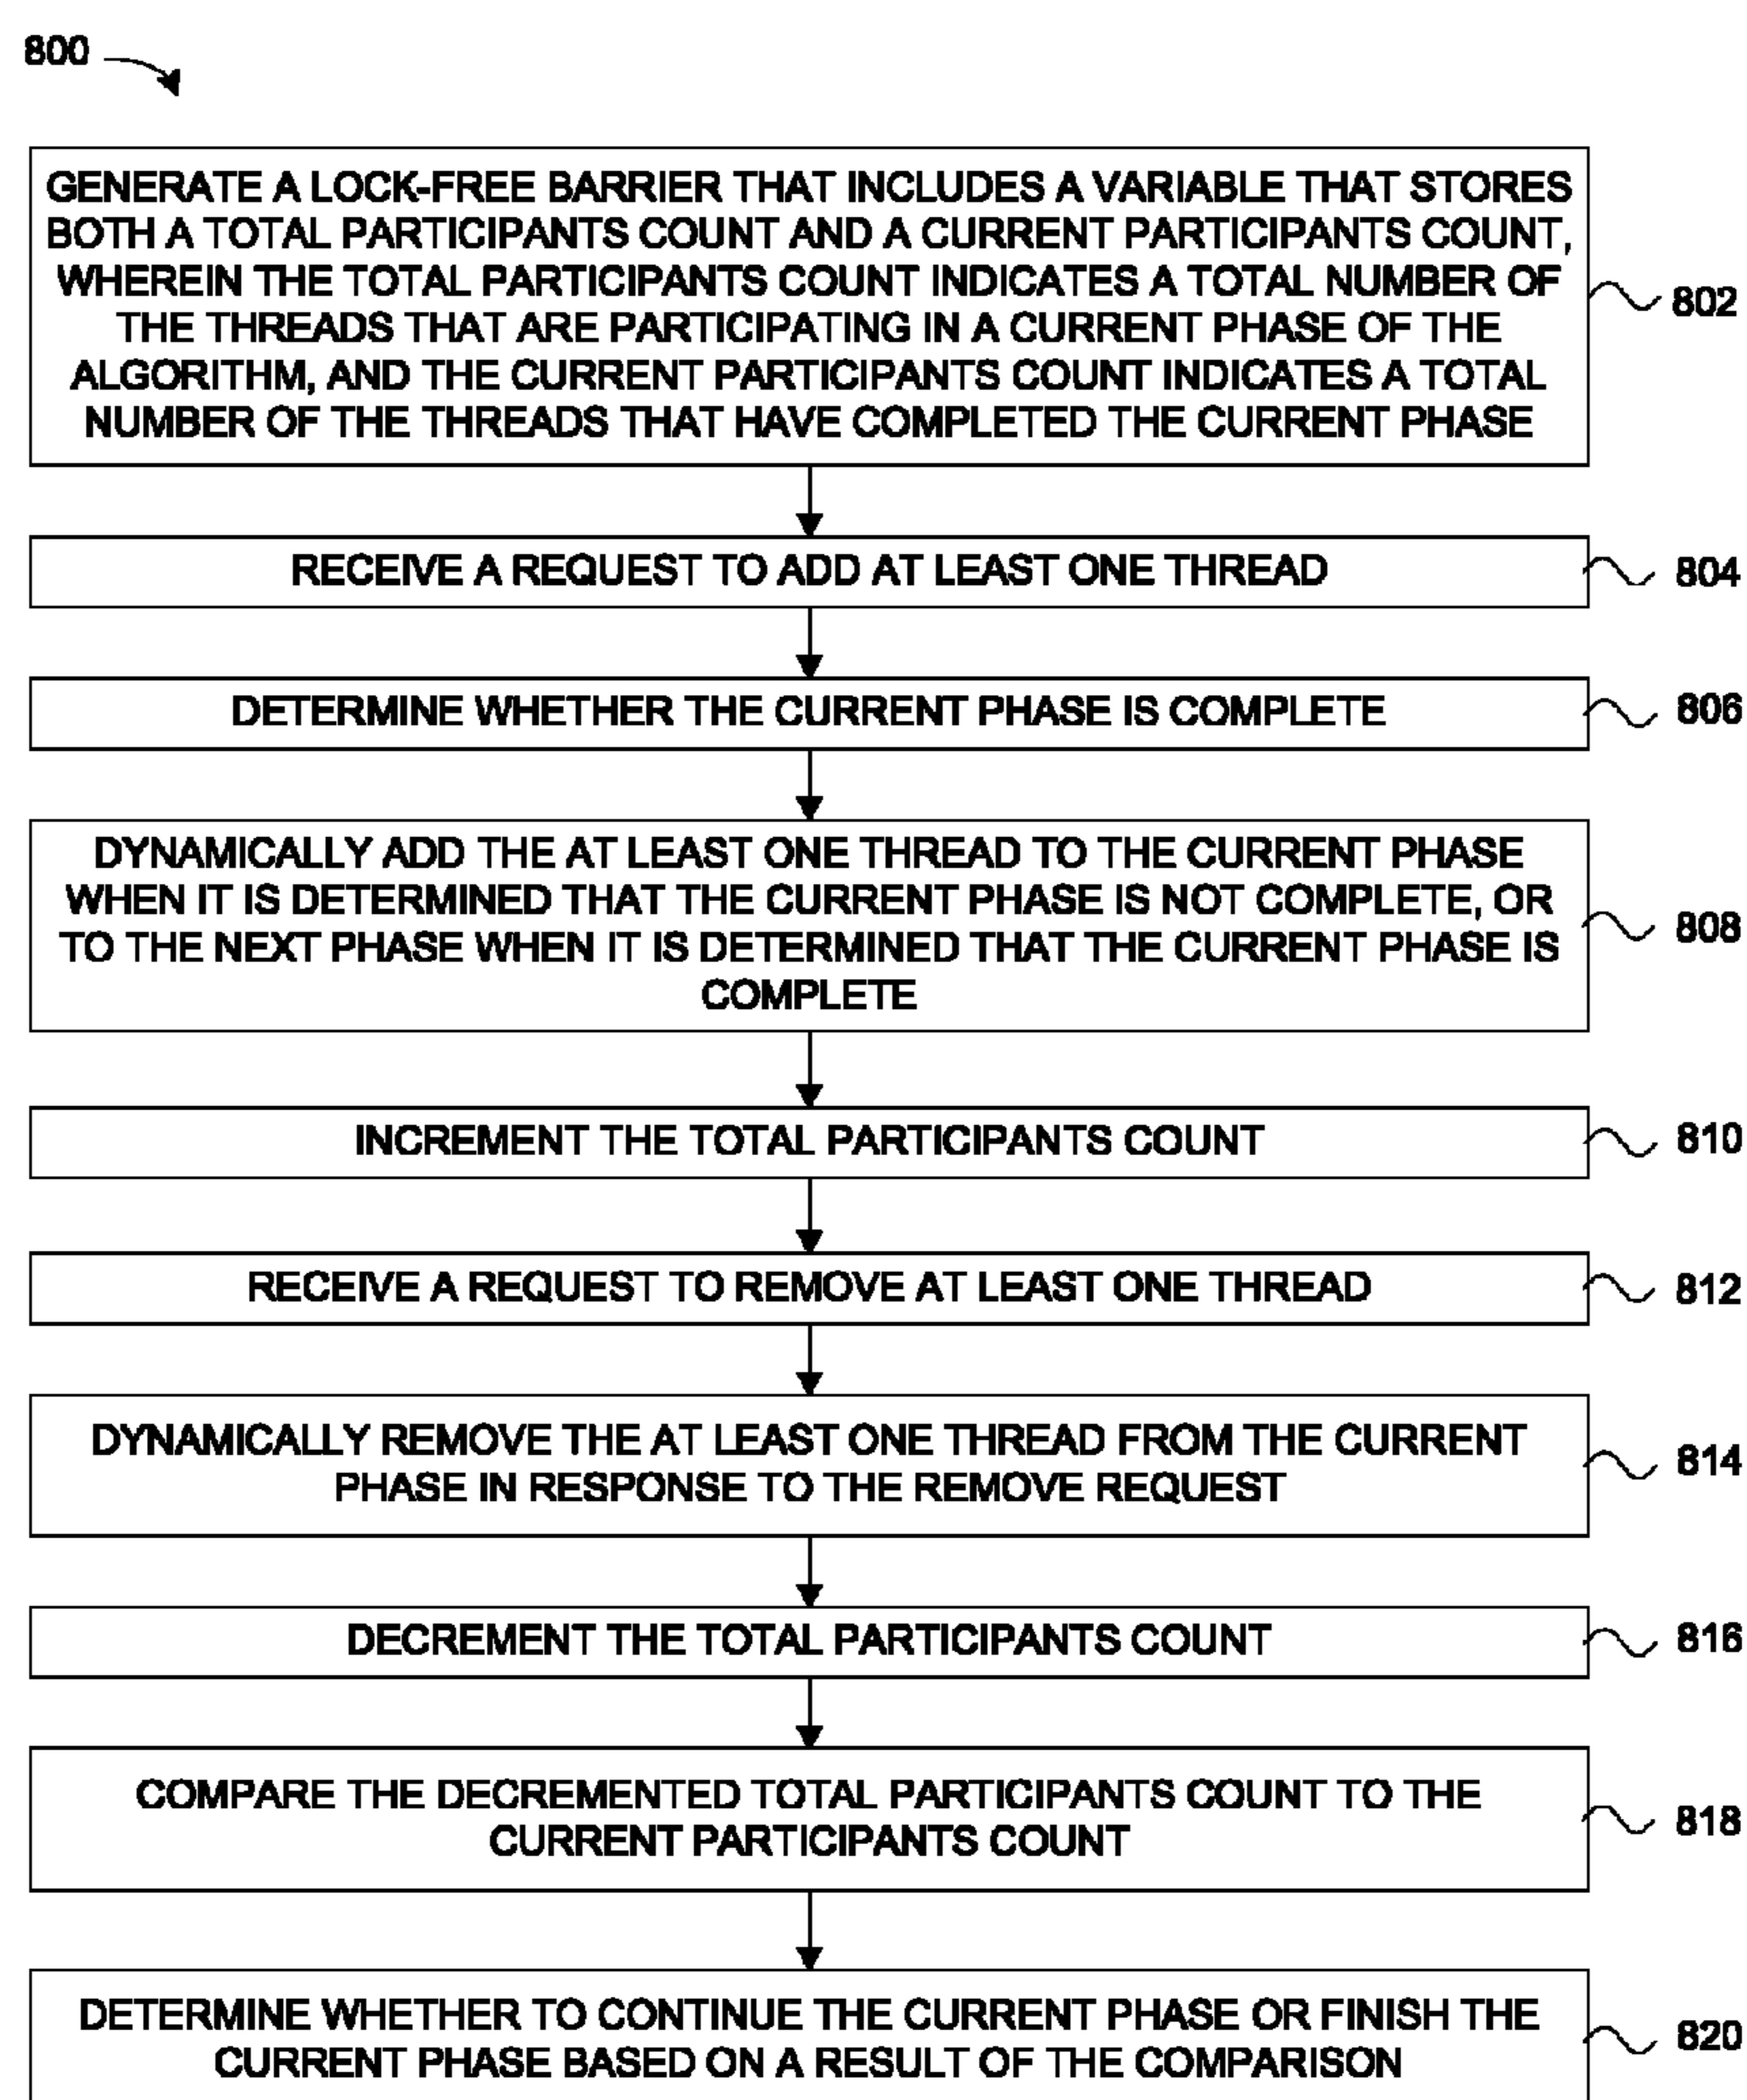 800
GENERATE A LOCK-FREE BARRIER THAT INCLUDES A VARIABLE THAT STORES
BOTH A TOTAL PARTICIPANTS COUNT AND A CURRENT PARTICIPANTS COUNT,
WHEREIN THE TOTAL PARTICIPANTS COUNT INDICATES A TOTAL NUMBER OF
THE THREADS THAT ARE PARTICIPATING IN A CURRENT PHASE OF THE
ALGORITHM, AND THE CURRENT PARTICIPANTS COUNT INDICATES A TOTAL
NUMBER OF THE THREADS THAT HAVE COMPLETED THE CURRENT PHASE
802
RECEIVE A REQUEST TO ADD AT LEAST ONE THREAD
804
DETERMINE WHETHER THE CURRENT PHASE IS COMPLETE
806
DYNAMICALLY ADD THE AT LEAST ONE THREAD TO THE CURRENT PHASE
WHEN IT IS DETERMINED THAT THE CURRENT PHASE IS NOT COMPLETE, OR
TO THE NEXT PHASE WHEN IT IS DETERMINED THAT THE CURRENT PHASE IS
COMPLETE
808
INCREMENT THE TOTAL PARTICIPANTS COUNT
810
RECEIVE A REQUEST TO REMOVE AT LEAST ONE THREAD
812
DYNAMICALLY REMOVE THE AT LEAST ONE THREAD FROM THE CURRENT
PHASE IN RESPONSE TO THE REMOVE REQUEST
814
DECREMENT THE TOTAL PARTICIPANTS COUNT
816
COMPARE THE DECREMENTED TOTAL PARTICIPANTS COUNT TO THE
CURRENT PARTICIPANTS COUNT
818
DETERMINE WHETHER TO CONTINUE THE CURRENT PHASE OR FINISH THE
CURRENT PHASE BASED ON A RESULT OF THE COMPARISON
820